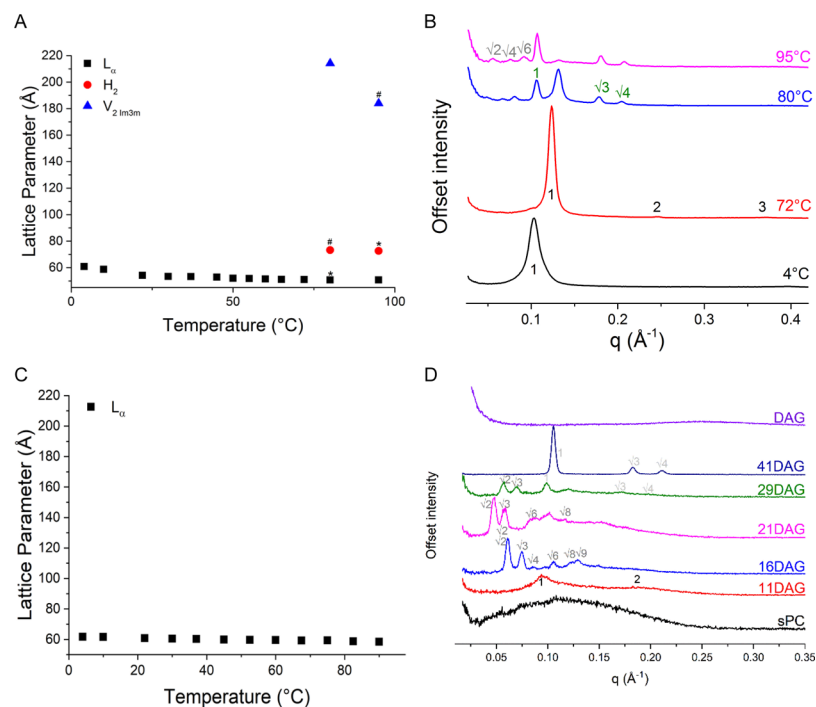 A
220
200
180
160
140
120
100
80
60
Lattice Parameter (Å)
Lα
H2
V2 Im3m
#
#
*
*
0
50
100
Temperature (°C)
B
√2
√4
√6
95°C
1
√3
√4
80°C
1
2
3
72°C
1
4°C
Offset intensity
0.1
0.2
0.3
0.4
q (Å-1)
C
220
200
180
160
140
120
100
80
60
Lattice Parameter (Å)
Lα
0
20
40
60
80
Temperature (°C)
D
DAG
1
√3
√4
41DAG
√2
√3
√3
√4
29DAG
√2
√3
√6
√8
21DAG
√2
√3
√4
√6
√8
√9
16DAG
1
2
11DAG
sPC
Offset intensity
0.05
0.10
0.15
0.20
0.25
0.30
0.35
q (Å-1)